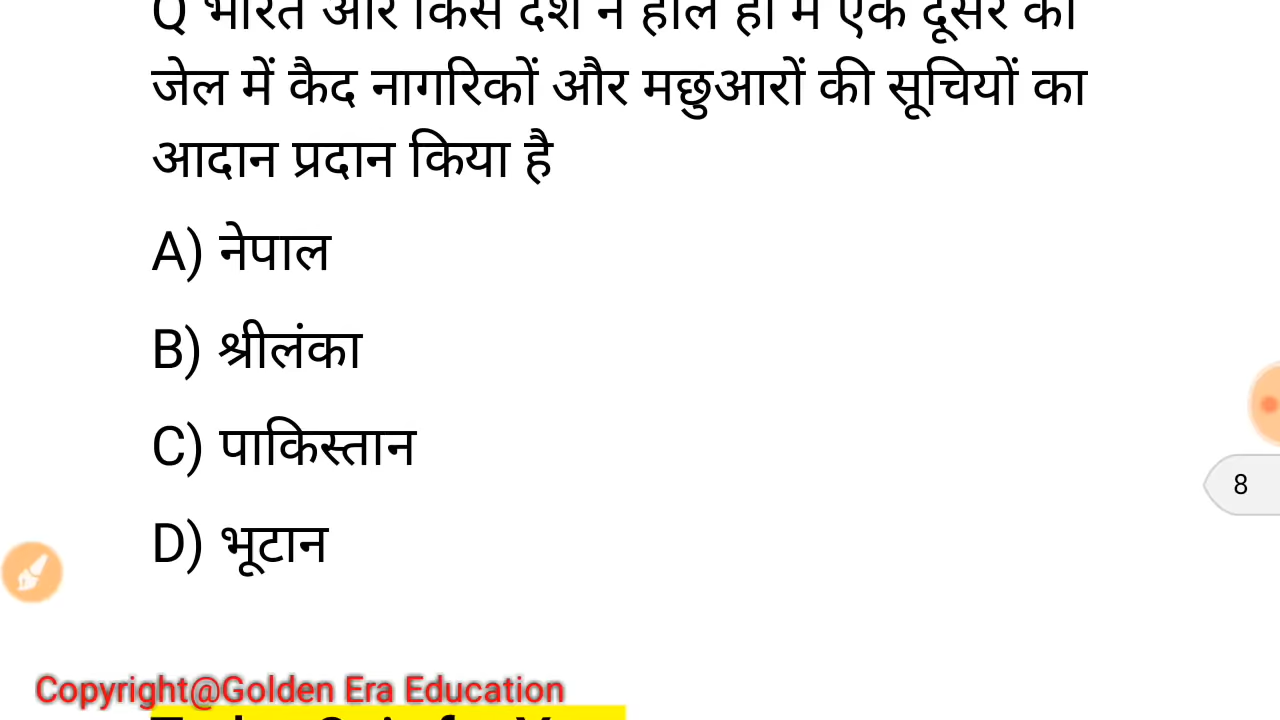 Q भारत और किस देश ने हाल ही में एक दूसरे की
जेल में कैद नागरिकों और मछुआरों की सूचियों का
आदान प्रदान किया है
A) नेपाल
B) श्रीलंका
C) पाकिस्तान
8
D) भूटान
Copyright@Golden Era Education